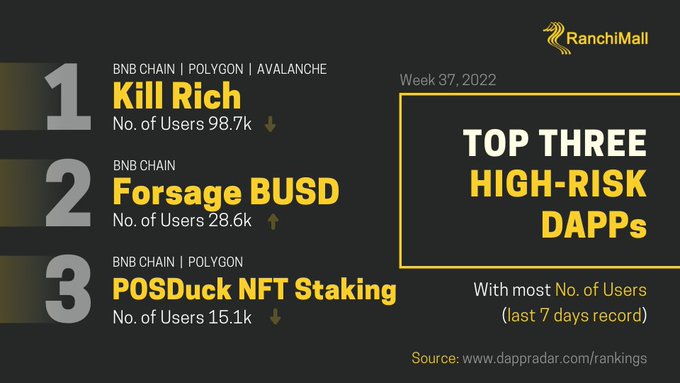 RanchiMall
Week 37, 2022
TOP THREE
HIGH-RISK
DAPPs
With most No. of Users
(last 7 days record)
1
BNB CHAIN | POLYGON | AVALANCHE
Kill Rich
No. of Users 98.7k
2
BNB CHAIN
Forsage BUSD
No. of Users 28.6k
3
BNB CHAIN | POLYGON
POSDuck NFT Staking
No. of Users 15.1k
Source: www.dappradar.com/rankings